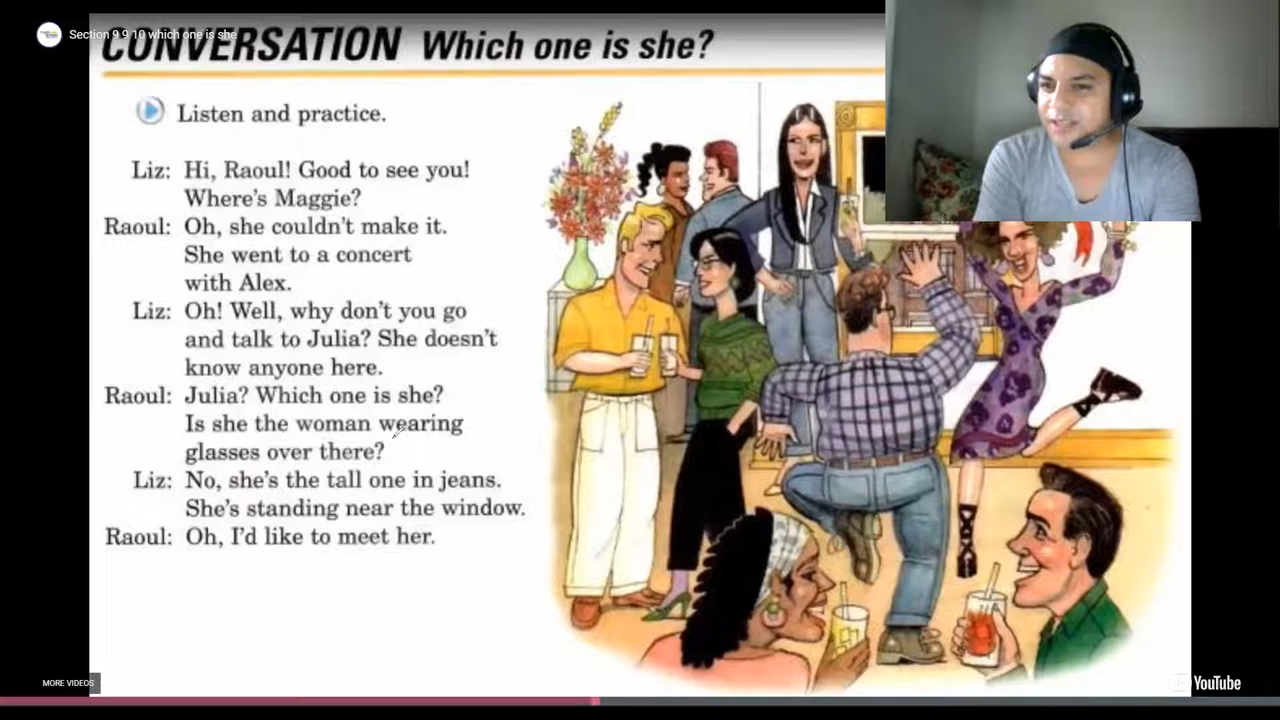 Section 9 9 10 which one is she
CONVERSATION Which one is she?
Listen and practice.
Liz: Hi, Raoul! Good to see you!
Where's Maggie?
Raoul: Oh, she couldn't make it.
She went to a concert
with Alex.
Liz: Oh! Well, why don't you go
and talk to Julia? She doesn't
know anyone here.
Raoul: Julia? Which one is she?
Is she the woman wearing
glasses over there?
Liz: No, she's the tall one in jeans.
She's standing near the window.
Raoul: Oh, I'd like to meet her.
MORE VIDEOS
YouTube